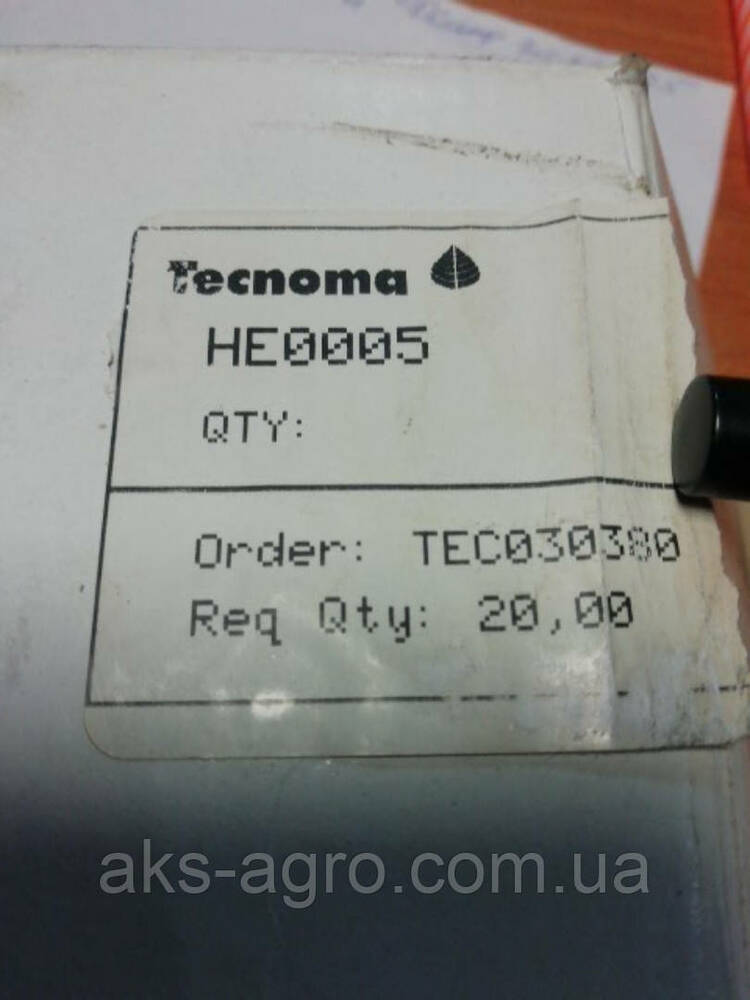 Tecnoma
HE0005
QTY:
Order: TEC030380
Req Qty: 20,00
aks-agro.com.ua